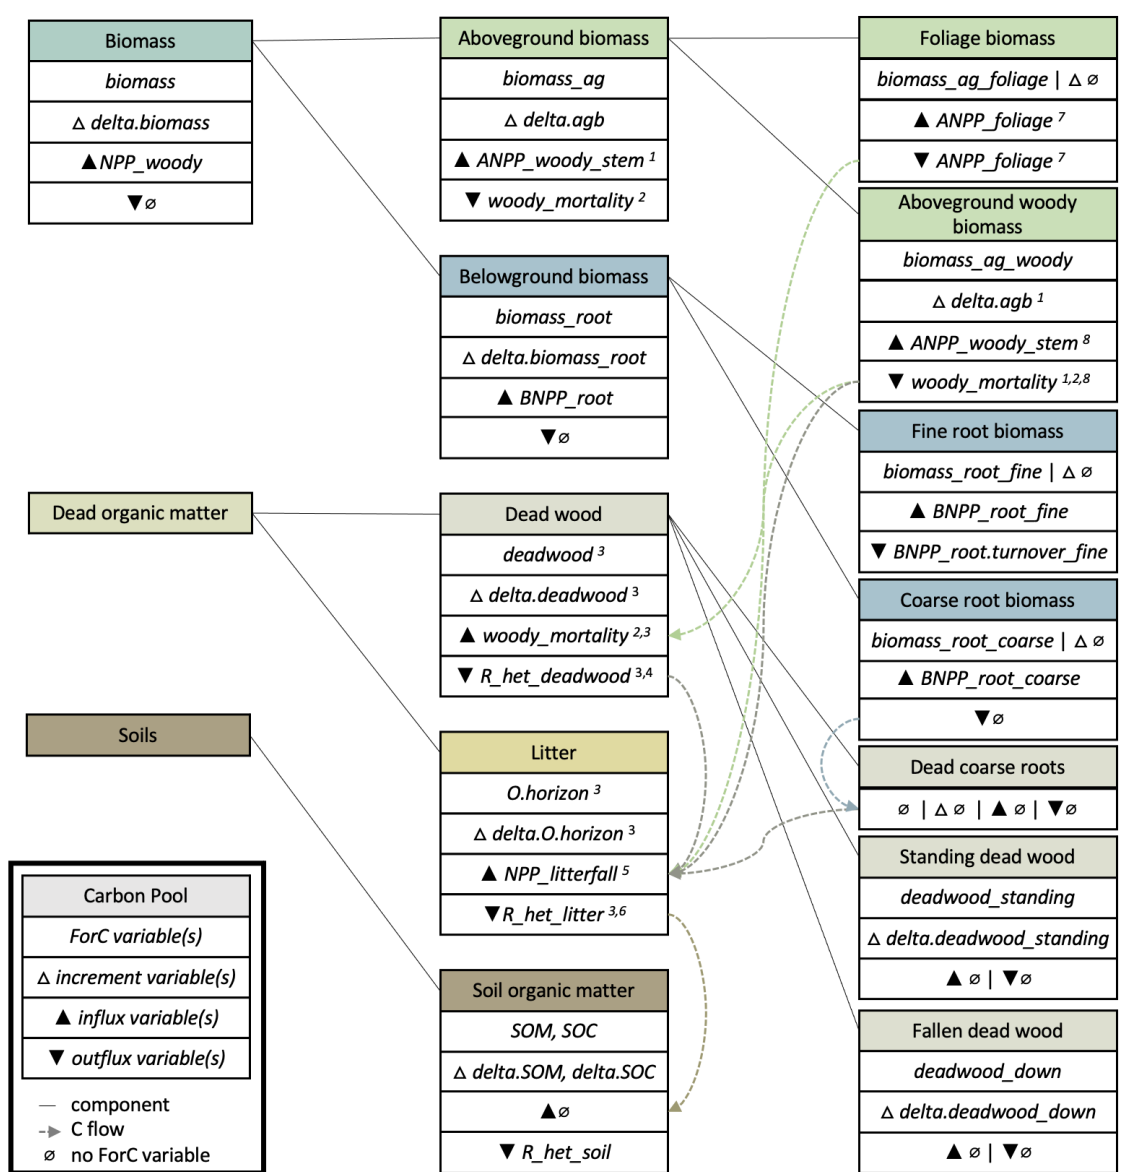 Biomass
biomass
△ delta.biomass
▲NPP_woody
▼∅
Dead organic matter
Soils
Carbon Pool
ForC variable(s)
△ increment variable(s)
▲ influx variable(s)
▼ outflux variable(s)
component
C flow
∅ no ForC variable
Aboveground biomass
biomass_ag
△ delta.agb
▲ ANPP_woody_stem 1
▼ woody_mortality 2
Belowground biomass
biomass_root
△ delta.biomass_root
▲ BNPP_root
▼∅
Dead wood
deadwood 3
△ delta.deadwood 3
▲ woody_mortality 2,3
▼ R_het_deadwood 3,4
Litter
O.horizon 3
△ delta.O.horizon 3
▲ NPP_litterfall 5
▼R_het_litter 3,6
Soil organic matter
SOM, SOC
△ delta.SOM, delta.SOC
▲∅
▼ R_het_soil
Foliage biomass
biomass_ag_foliage | △ ∅
▲ ANPP_foliage 7
▼ ANPP_foliage 7
Aboveground woody
biomass
biomass_ag_woody
△ delta.agb 1
▲ ANPP_woody_stem 8
▼ woody_mortality 1,2,8
Fine root biomass
biomass_root_fine | △ ∅
▲ BNPP_root_fine
▼ BNPP_root.turnover_fine
Coarse root biomass
biomass_root_coarse | △ ∅
▲ BNPP_root_coarse
▼∅
Dead coarse roots
∅ | △ ∅ | ▲ ∅ | ▼∅
Standing dead wood
deadwood_standing
△ delta.deadwood_standing
▲ ∅ | ▼∅
Fallen dead wood
deadwood_down
△ delta.deadwood_down
▲ ∅ | ▼∅